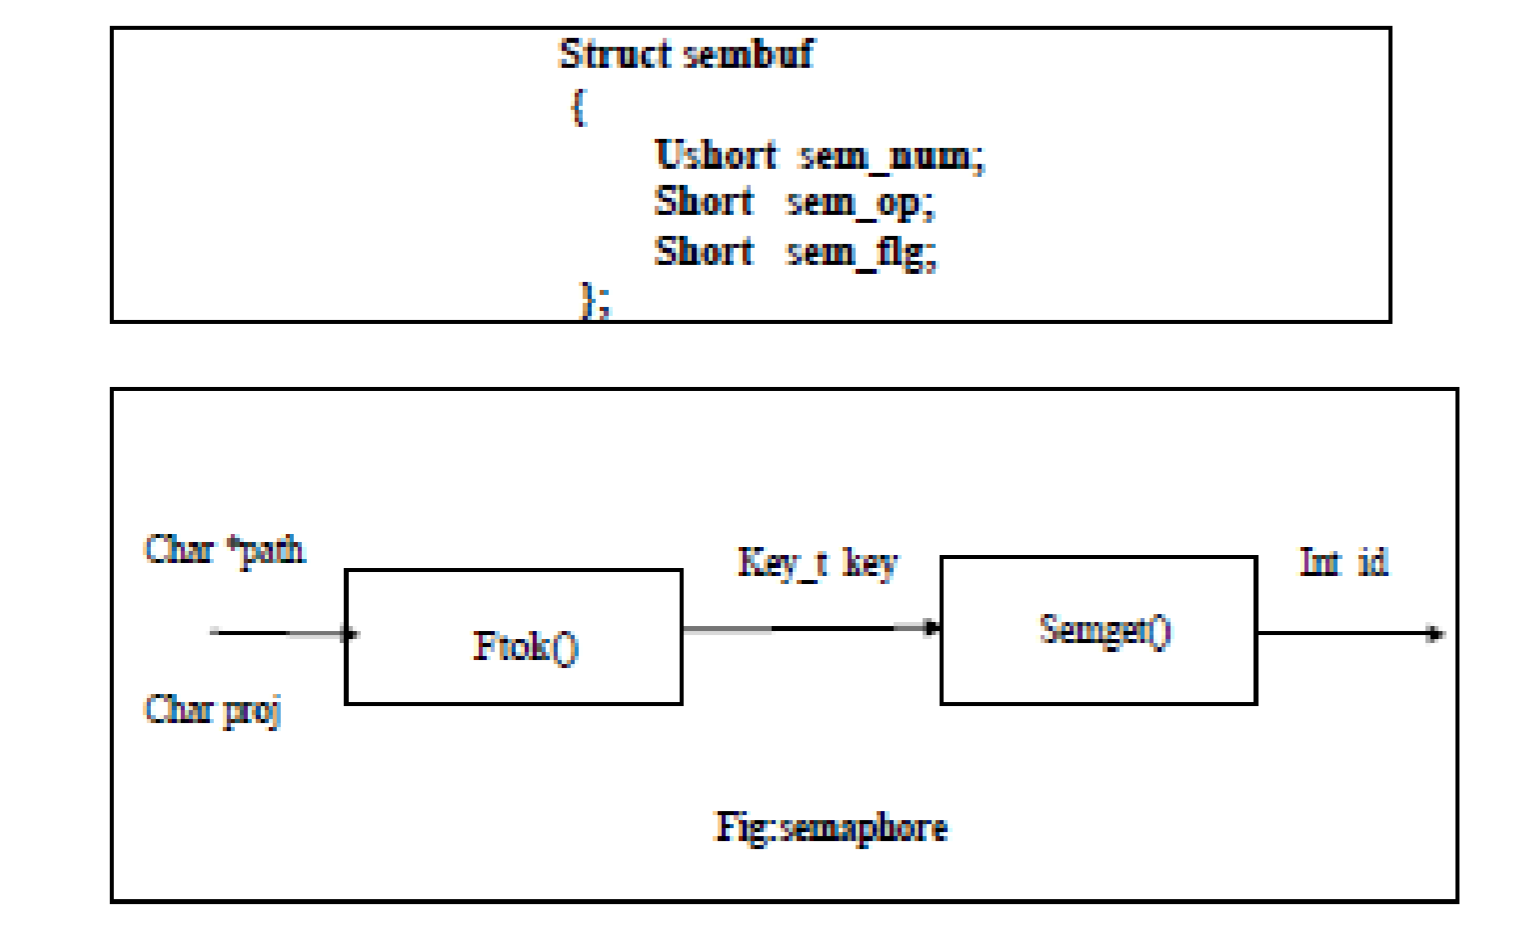 Struct sembuf
{
Ushort sem_num;
Short sem_op;
Short sem_flg;
};
Char *path
Key_t key
Int id
Ftok()
Semget()
Char proj
Fig:semaphore